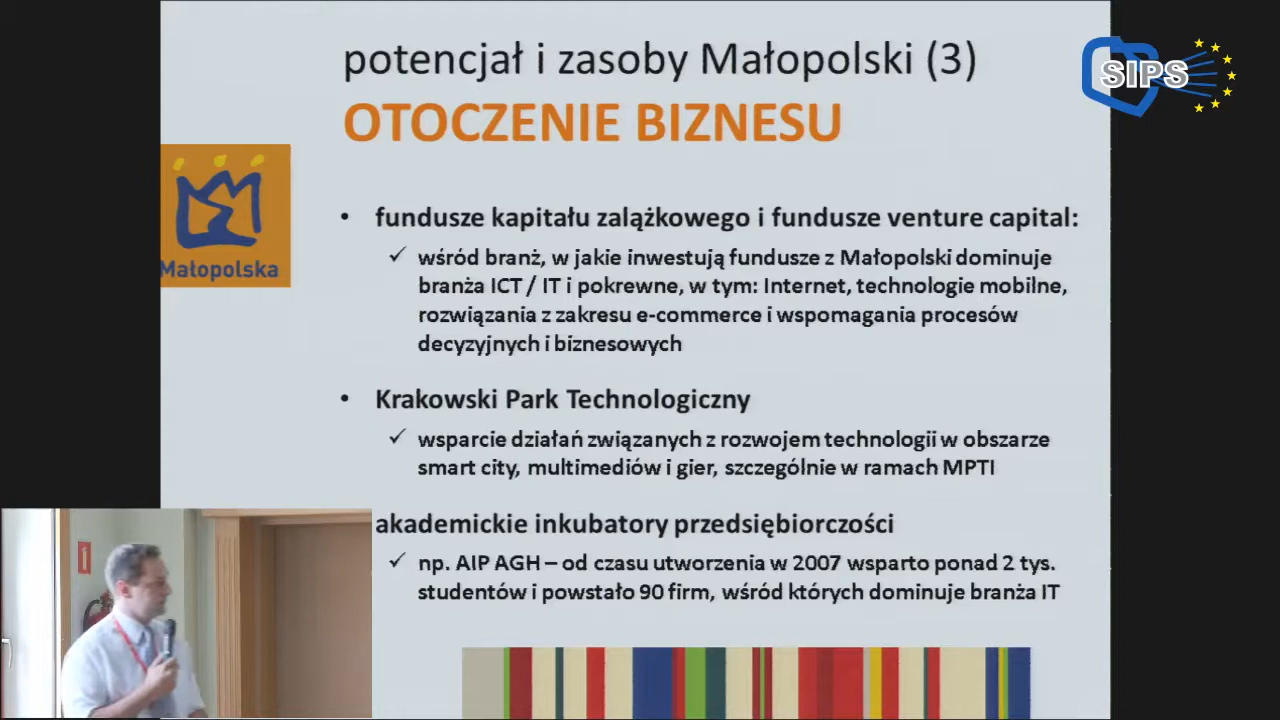 potencjał i zasoby Małopolski (3)
SIPS
OTOCZENIE BIZNESU
Małopolska
• fundusze kapitału zalążkowego i fundusze venture capital:
✓ wśród branż, w jakie inwestują fundusze z Małopolski dominuje
branża ICT / IT i pokrewne, w tym: Internet, technologie mobilne,
rozwiązania z zakresu e-commerce i wspomagania procesów
decyzyjnych i biznesowych
• Krakowski Park Technologiczny
✓ wsparcie działań związanych z rozwojem technologii w obszarze
smart city, multimediów i gier, szczególnie w ramach MPTI
akademickie inkubatory przedsiębiorczości
✓ np. AIP AGH – od czasu utworzenia w 2007 wsparto ponad 2 tys.
studentów i powstało 90 firm, wśród których dominuje branża IT